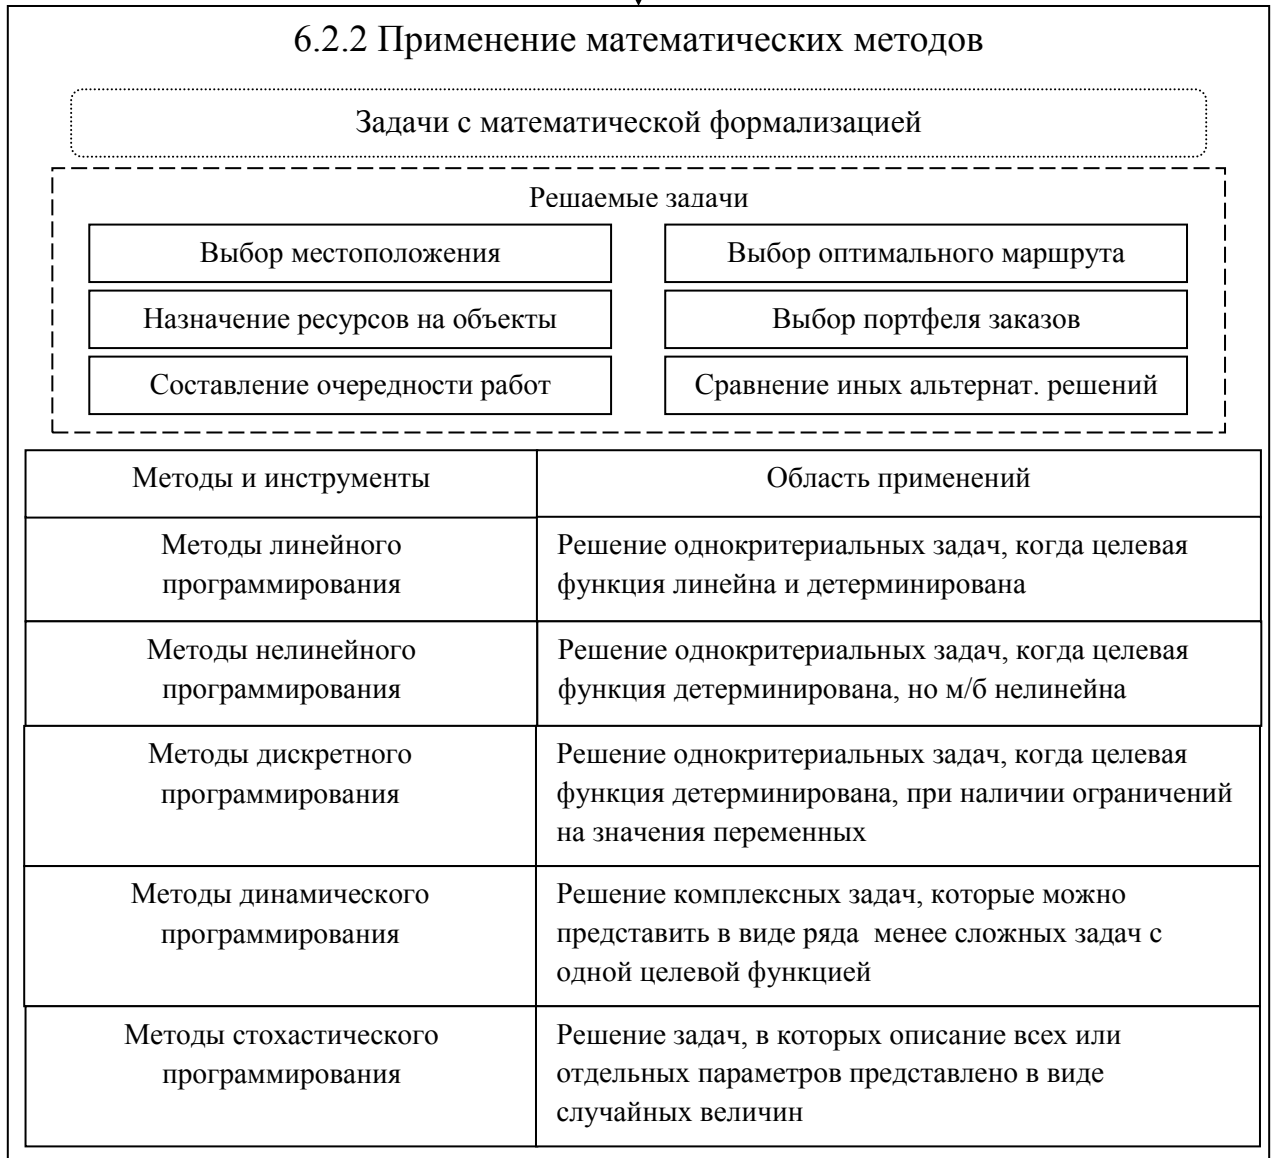 6.2.2 Применение математических методов
Задачи с математической формализацией
Решаемые задачи
Выбор местоположения
Выбор оптимального маршрута
Назначение ресурсов на объекты
Выбор портфеля заказов
Составление очередности работ
Сравнение иных альтернат. решений
Методы и инструменты
Область применений
Методы линейного
программирования
Решение однокритериальных задач, когда целевая
функция линейна и детерминирована
Методы нелинейного
программирования
Решение однокритериальных задач, когда целевая
функция детерминирована, но м/б нелинейна
Методы дискретного
программирования
Решение однокритериальных задач, когда целевая
функция детерминирована, при наличии ограничений
на значения переменных
Методы динамического
программирования
Решение комплексных задач, которые можно
представить в виде ряда  менее сложных задач с
одной целевой функцией
Методы стохастического
программирования
Решение задач, в которых описание всех или
отдельных параметров представлено в виде
случайных величин